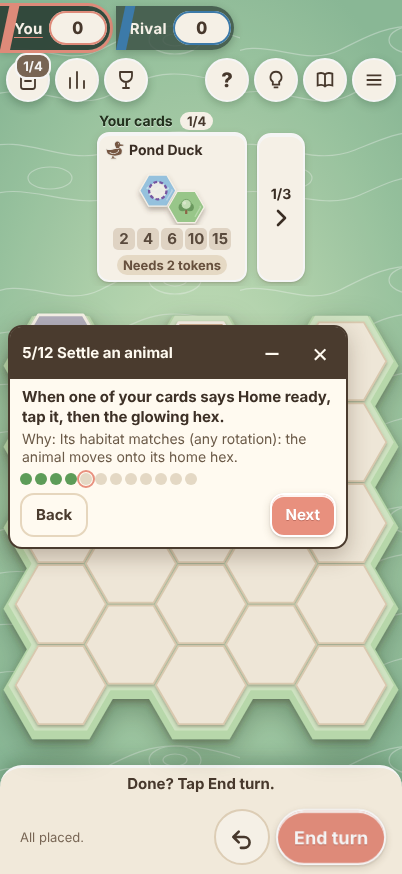 You 0 Rival 0
1/4
?
Your cards 1/4
Pond Duck
2 4 6 10 15
Needs 2 tokens
1/3
5/12 Settle an animal
When one of your cards says Home ready,
tap it, then the glowing hex.
Why: Its habitat matches (any rotation): the
animal moves onto its home hex.
Back Next
Done? Tap End turn.
All placed. End turn